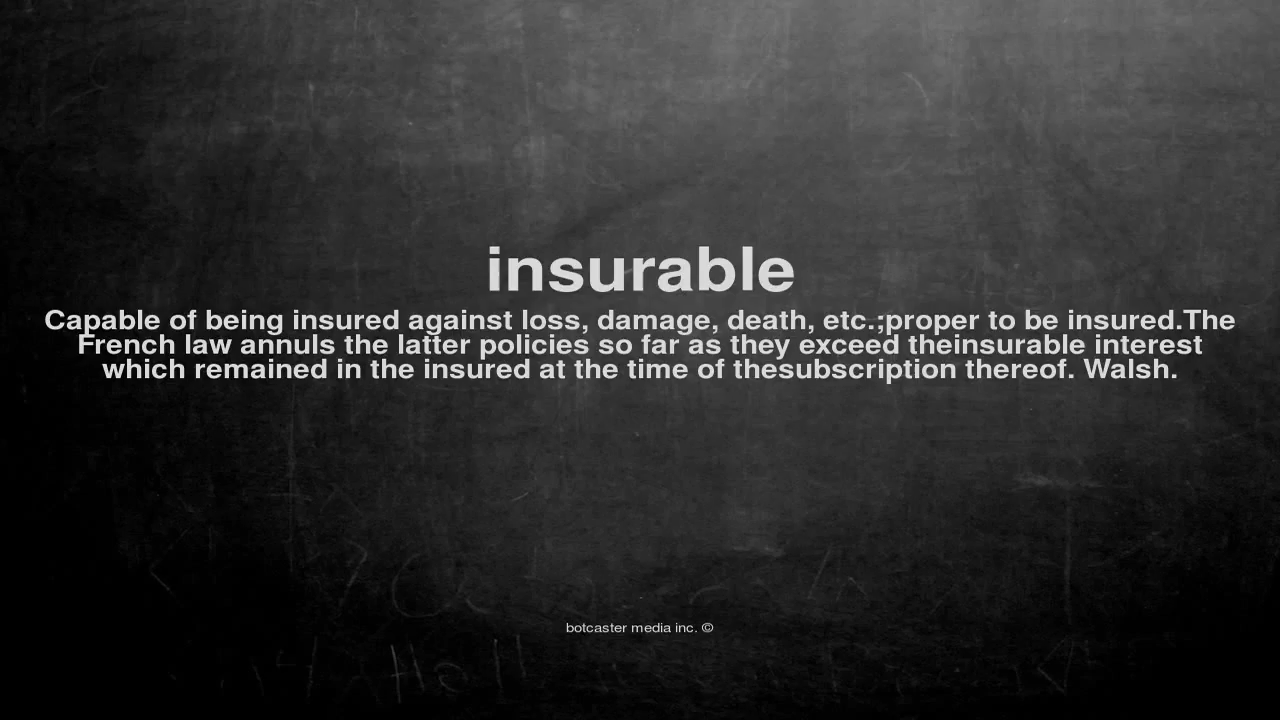 insurable
Capable of being insured against loss, damage, death, etc.;proper to be insured.The
French law annuls the latter policies so far as they exceed theinsurable interest
which remained in the insured at the time of thesubscription thereof. Walsh.
botcaster media inc. ©